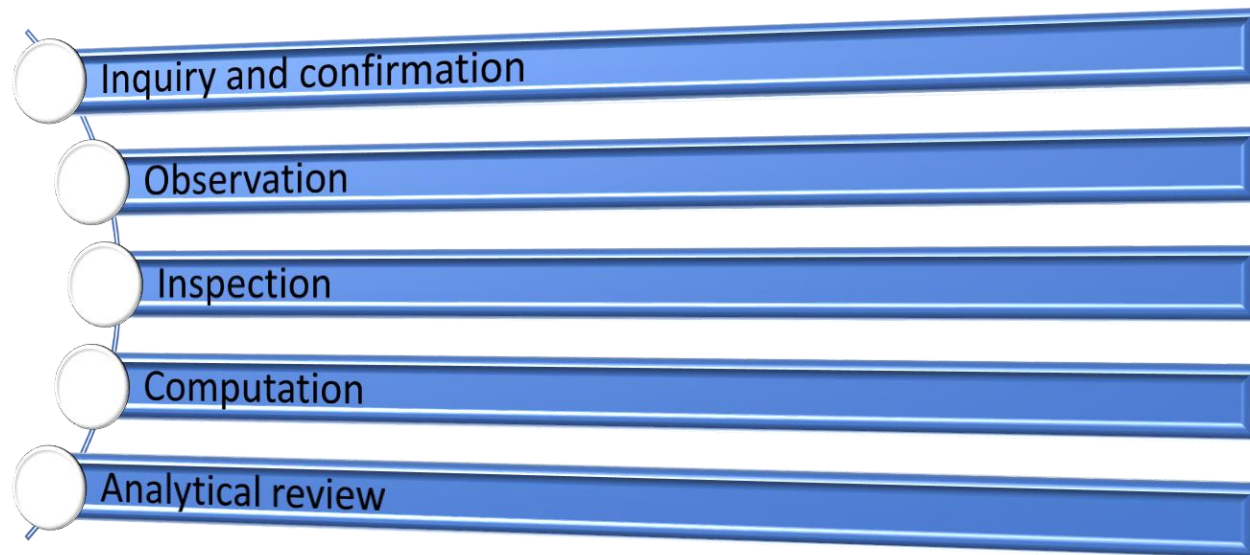 Inquiry and confirmation
Observation
Inspection
Computation
Analytical review